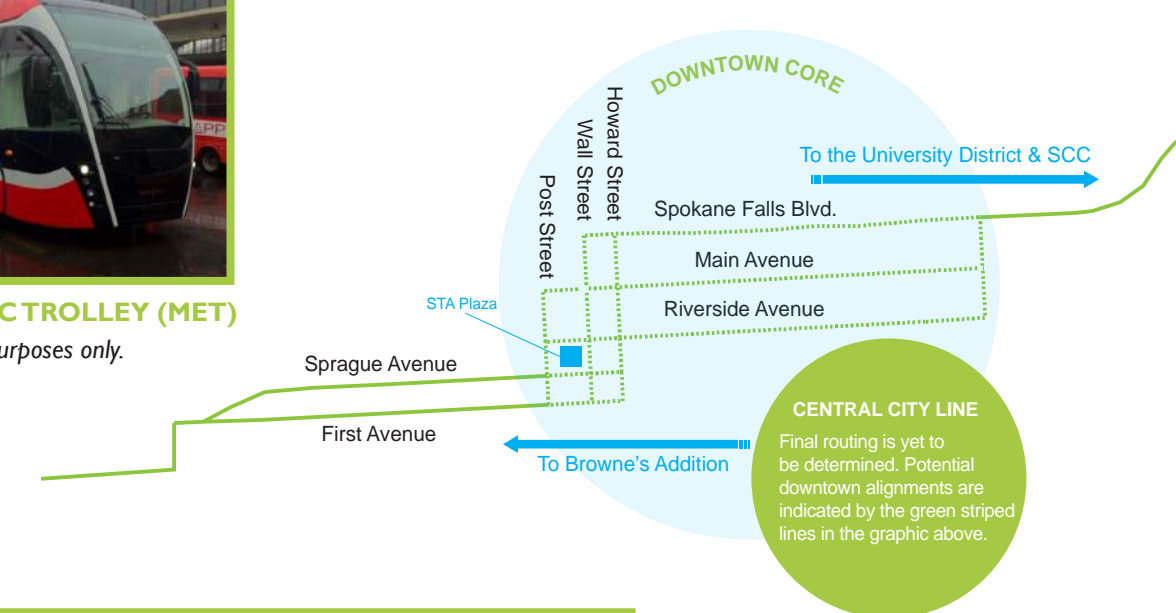 DOWNTOWN CORE
Howard Street
Wall Street
Post Street
To the University District & SCC
Spokane Falls Blvd.
Main Avenue
Riverside Avenue
STA Plaza
C TROLLEY (MET)
urposes only.
Sprague Avenue
First Avenue
To Browne's Addition
CENTRAL CITY LINE
Final routing is yet to
be determined. Potential
downtown alignments are
indicated by the green striped
lines in the graphic above.